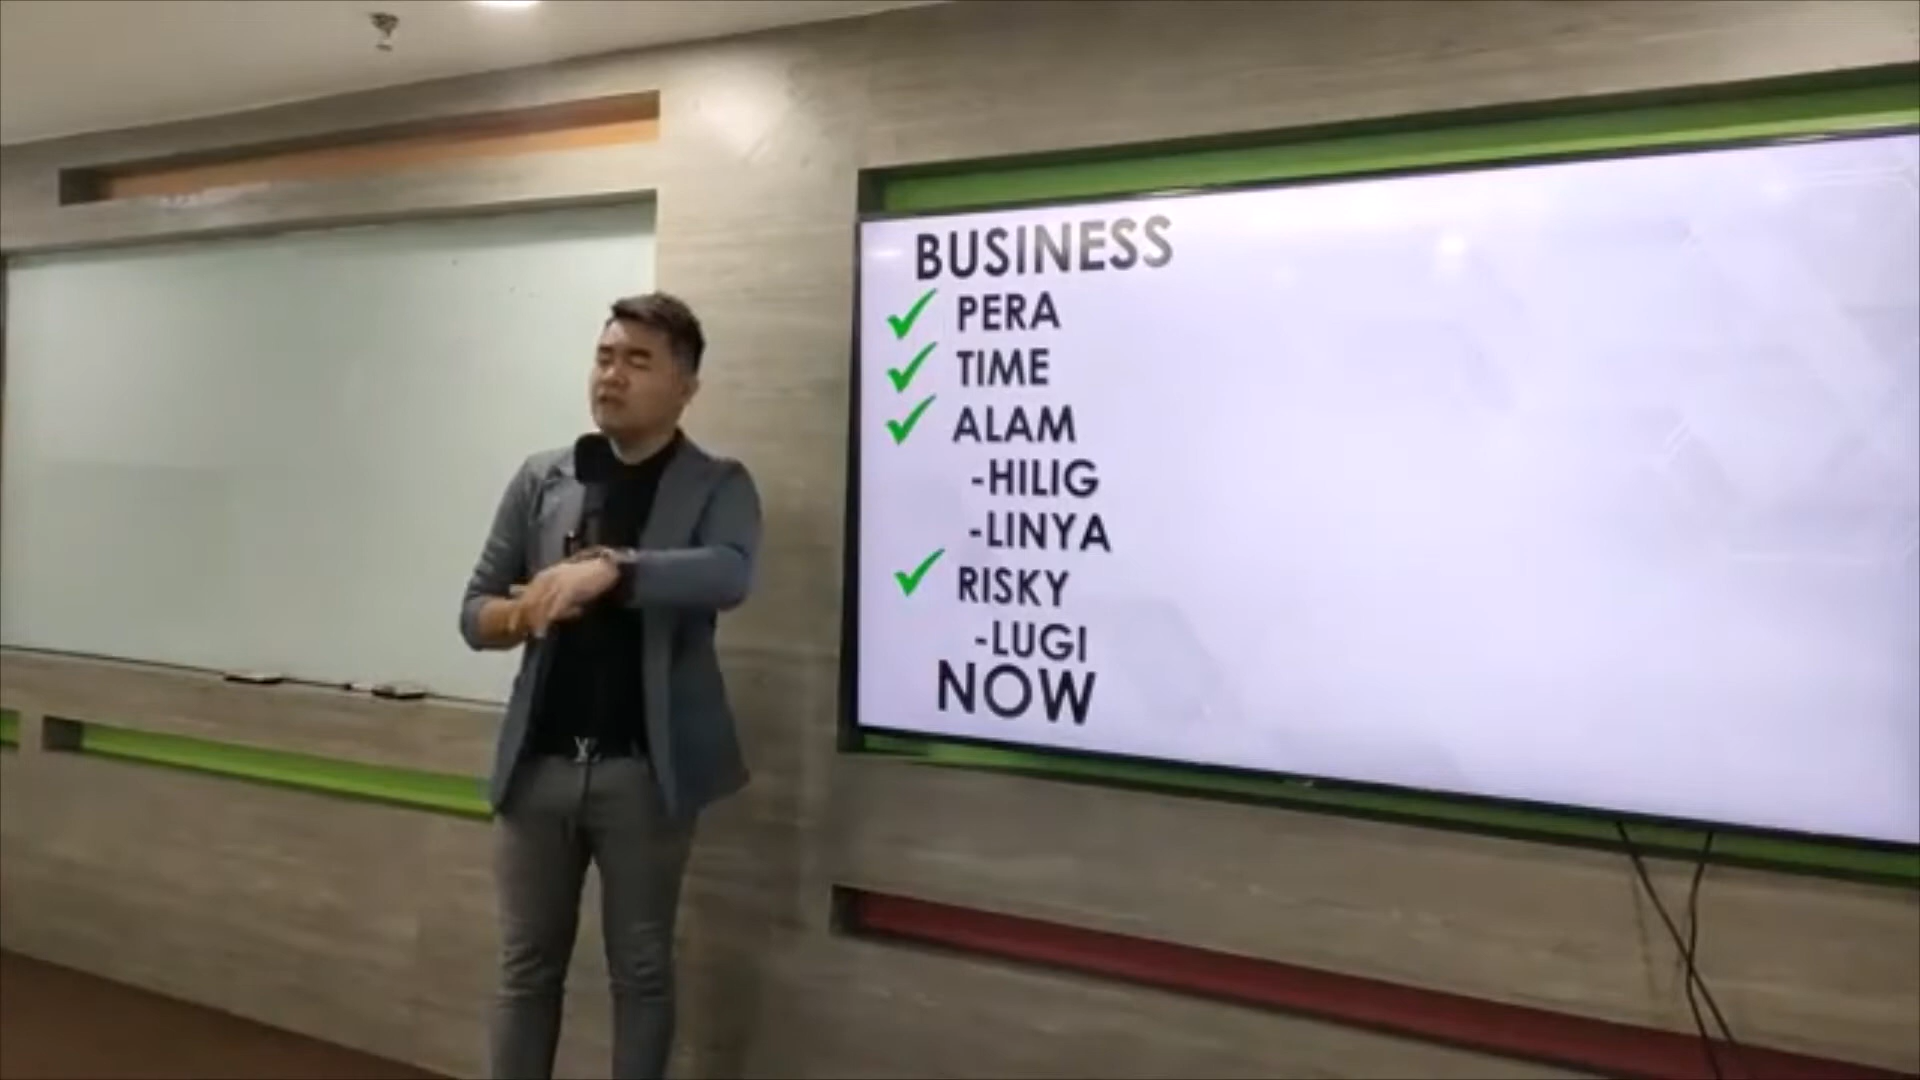 BUSINESS
PERA
TIME
ALAM
-HILIG
-LINYA
RISKY
-LUGI
NOW